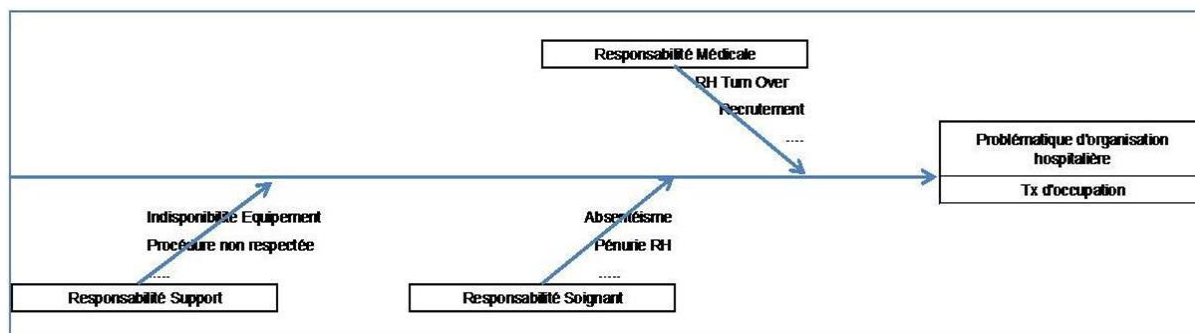 Responsabilité Médicale
RH Turn Over
Recrutement
....
Problématique d'organisation
hospitalière
Tx d'occupation
Indisponibilité Equipement
Procédure non respectée
.....
Responsabilité Support
Absentéisme
Pénurie RH
.....
Responsabilité Soignant